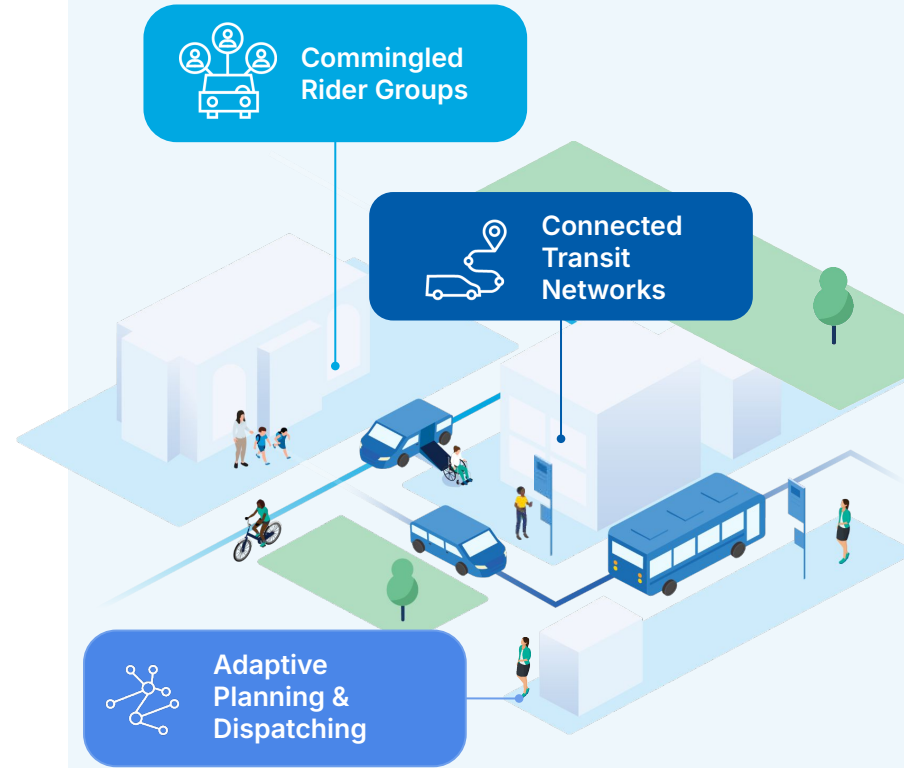 Commingled
Rider Groups
Connected
Transit
Networks
Adaptive
Planning &
Dispatching